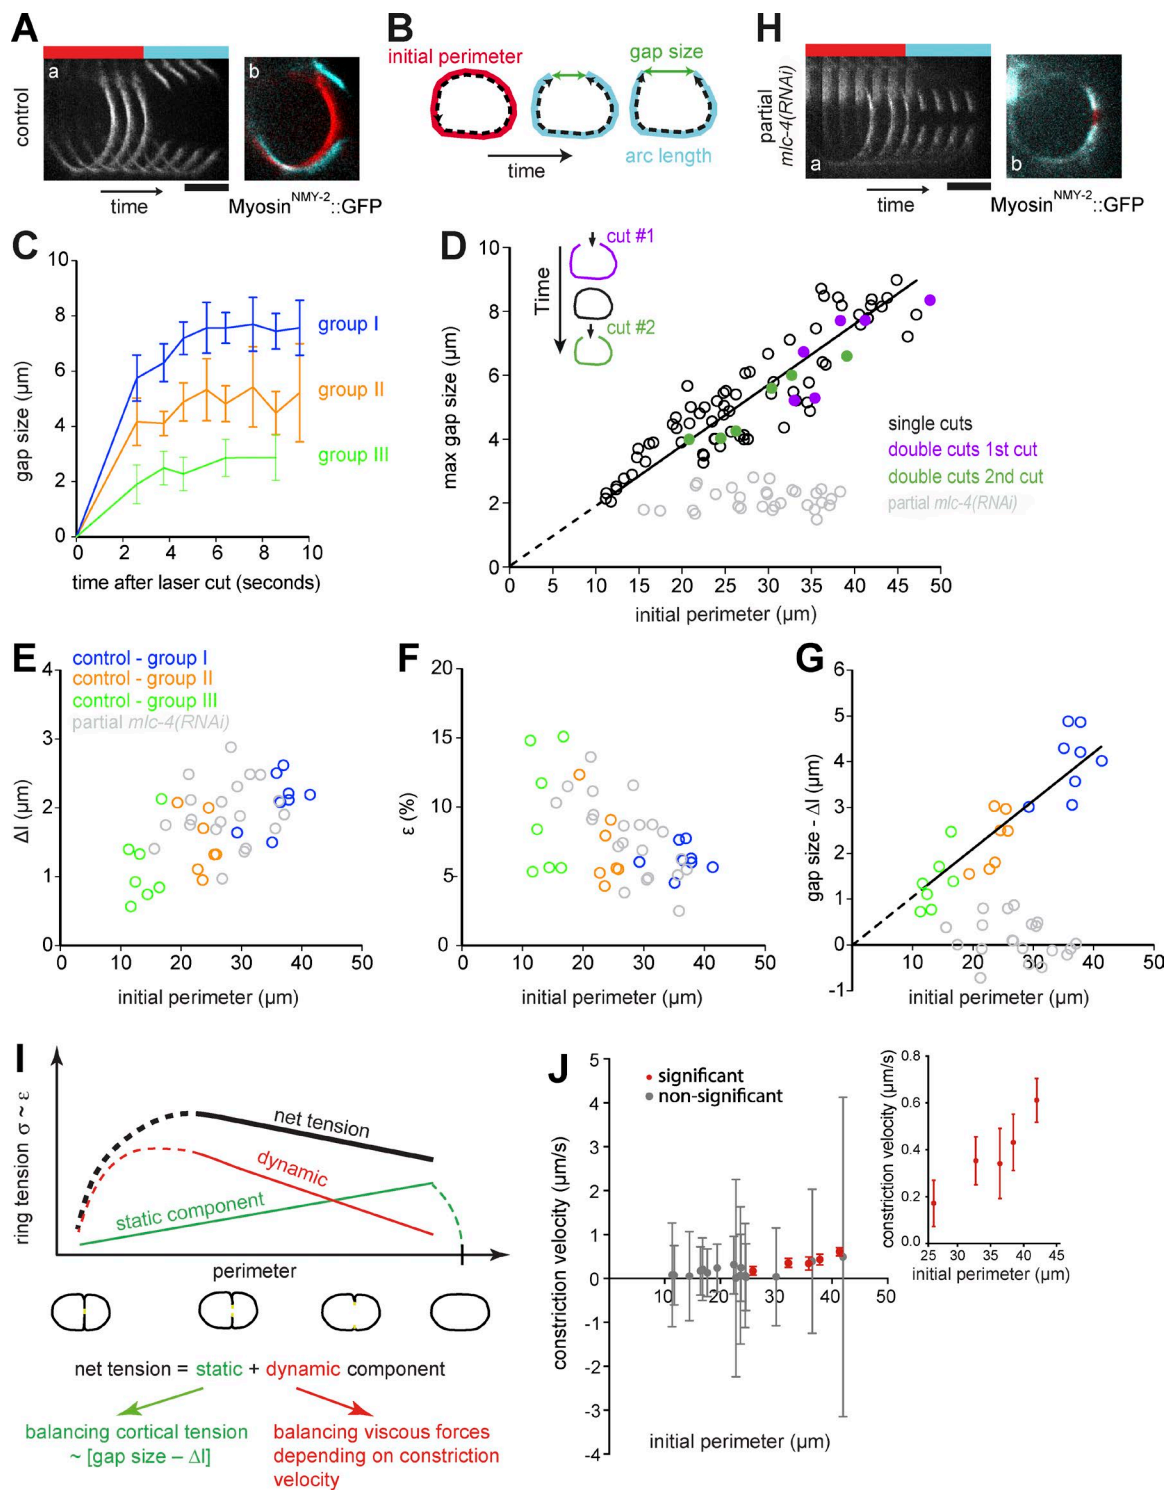 A
control
a
b
time
Myosin^NMY-2::GFP
B
initial perimeter
gap size
time
arc length
H
partial
mlc-4(RNAi)
a
b
time
Myosin^NMY-2::GFP
C
gap size (µm)
10
8
6
4
2
0
group I
group II
group III
0 2 4 6 8 10
time after laser cut (seconds)
D
max gap size (µm)
10
8
6
4
2
0
Time
cut #1
cut #2
single cuts
double cuts 1st cut
double cuts 2nd cut
partial mlc-4(RNAi)
0 5 10 15 20 25 30 35 40 45 50
initial perimeter (µm)
E
control - group I
control - group II
control - group III
partial mlc-4(RNAi)
Δl (µm)
4
3
2
1
0
0 10 20 30 40 50
initial perimeter (µm)
F
ε (%)
20
15
10
5
0
0 10 20 30 40 50
initial perimeter (µm)
G
gap size - Δl (µm)
6
5
4
3
2
1
0
-1
10 20 30 40 50
initial perimeter (µm)
I
ring tension σ ~ ε
net tension
dynamic
static component
perimeter
net tension = static + dynamic component
balancing cortical tension
~ [gap size – Δl]
balancing viscous forces
depending on constriction
velocity
J
constriction velocity (µm/s)
5
4
3
2
1
0
-1
-2
-3
-4
significant
non-significant
10 20 30 40 50
initial perimeter (µm)
constriction velocity (µm/s)
0.8
0.6
0.4
0.2
0.0
25 30 35 40 45
initial perimeter (µm)